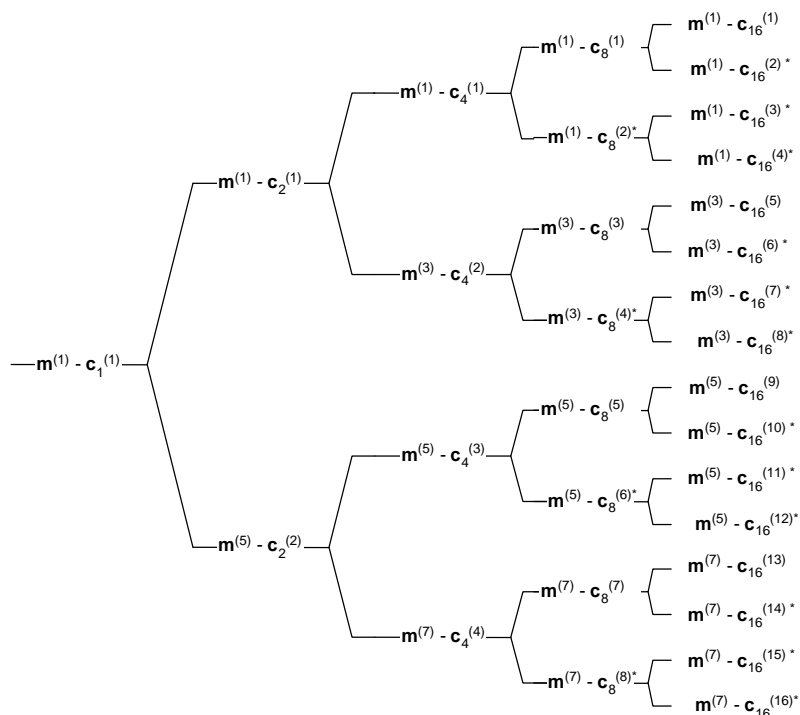 m(1) - c16(1)
m(1) - c8(1)
m(1) - c16(2) *
m(1) - c4(1)
m(1) - c16(3) *
m(1) - c8(2)*
m(1) - c16(4)*
m(1) - c2(1)
m(3) - c16(5)
m(3) - c8(3)
m(3) - c16(6) *
m(3) - c4(2)
m(3) - c16(7) *
m(3) - c8(4)*
m(3) - c16(8)*
m(1) - c1(1)
m(5) - c16(9)
m(5) - c8(5)
m(5) - c16(10) *
m(5) - c4(3)
m(5) - c16(11) *
m(5) - c8(6)*
m(5) - c16(12)*
m(5) - c2(2)
m(7) - c16(13)
m(7) - c8(7)
m(7) - c16(14) *
m(7) - c4(4)
m(7) - c16(15) *
m(7) - c8(8)*
m(7) - c16(16)*